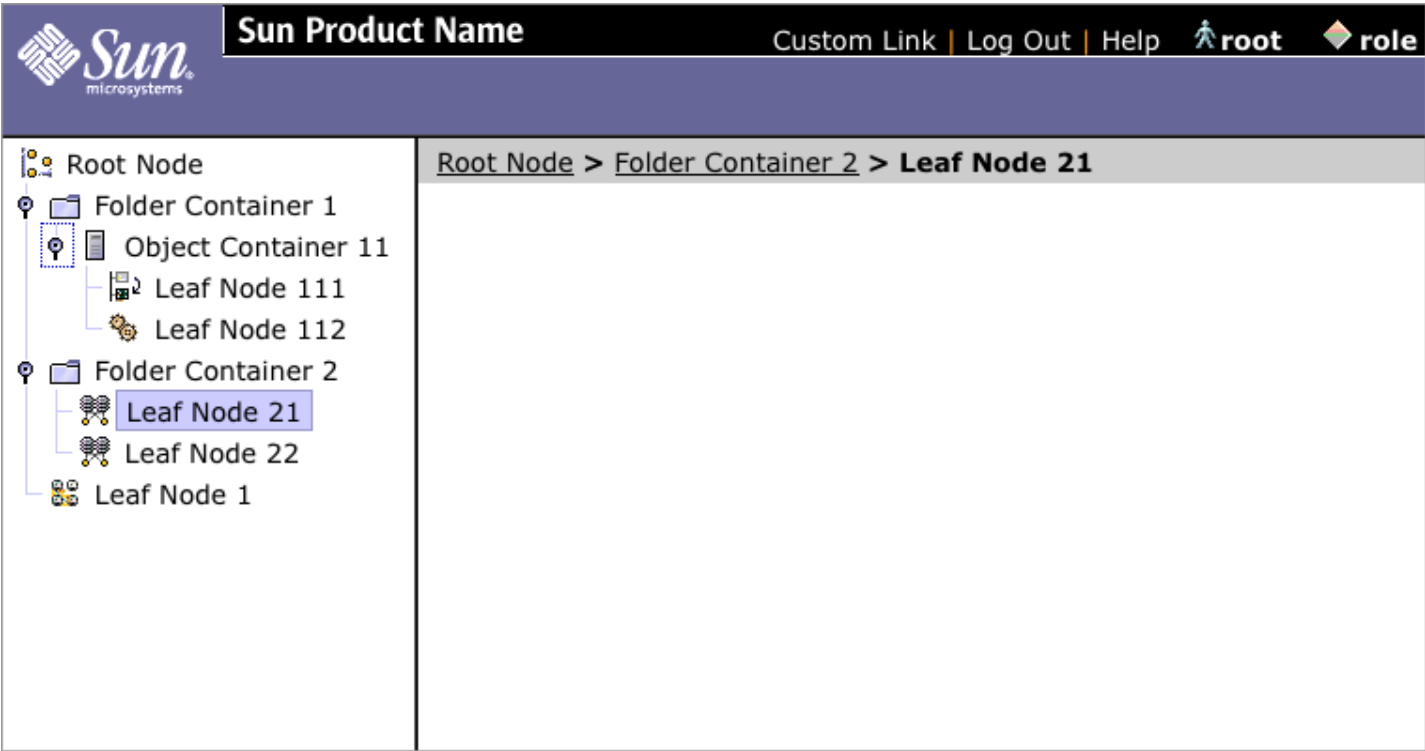 Sun
microsystems
Sun Product Name
Custom Link | Log Out | Help root role
Root Node
Folder Container 1
Object Container 11
Leaf Node 111
Leaf Node 112
Folder Container 2
Leaf Node 21
Leaf Node 22
Leaf Node 1
Root Node > Folder Container 2 > Leaf Node 21